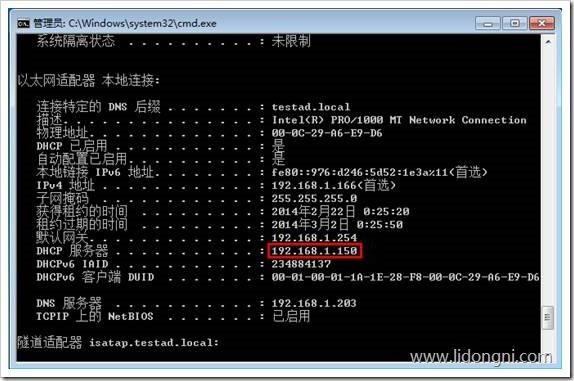 管理员: C:\Windows\system32\cmd.exe
系统隔离状态 . . . . . . . . . . : 未限制
以太网适配器 本地连接:
连接特定的 DNS 后缀 . . . . . . . : testad.local
描述. . . . . . . . . . . . . . . : Intel(R) PRO/1000 MT Network Connection
物理地址. . . . . . . . . . . . . : 00-0C-29-A6-E9-D6
DHCP 已启用 . . . . . . . . . . . : 是
自动配置已启用. . . . . . . . . . : 是
本地链接 IPv6 地址. . . . . . . . : fe80::976:d246:5d52:1e3a%11(首选)
IPv4 地址 . . . . . . . . . . . . : 192.168.1.166(首选)
子网掩码 . . . . . . . . . . . . : 255.255.255.0
获得租约的时间 . . . . . . . . . : 2014年2月22日 0:25:20
租约过期的时间 . . . . . . . . . : 2014年3月2日 0:25:50
默认网关. . . . . . . . . . . . . : 192.168.1.254
DHCP 服务器 . . . . . . . . . . . : 192.168.1.150
DHCPv6 IAID . . . . . . . . . . . : 234884137
DHCPv6 客户端 DUID . . . . . . . : 00-01-00-01-1A-1E-28-F8-00-0C-29-A6-E9-D6
DNS 服务器 . . . . . . . . . . . : 192.168.1.203
TCPIP 上的 NetBIOS . . . . . . . : 已启用
隧道适配器 isatap.testad.local:
www.lidongni.com